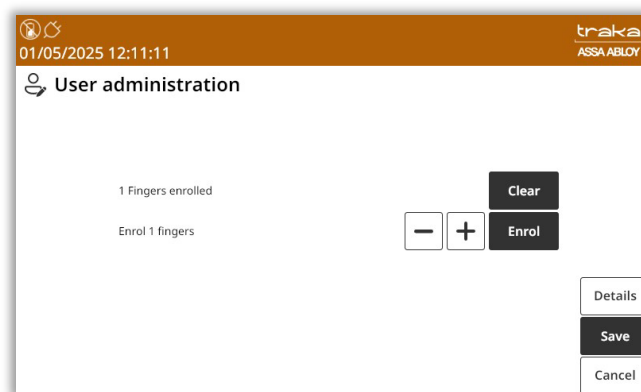 traka
01/05/2025 12:11:11
ASSA ABLOY
User administration
1 Fingers enrolled
Clear
Enrol 1 fingers
Enrol
Details
Save
Cancel